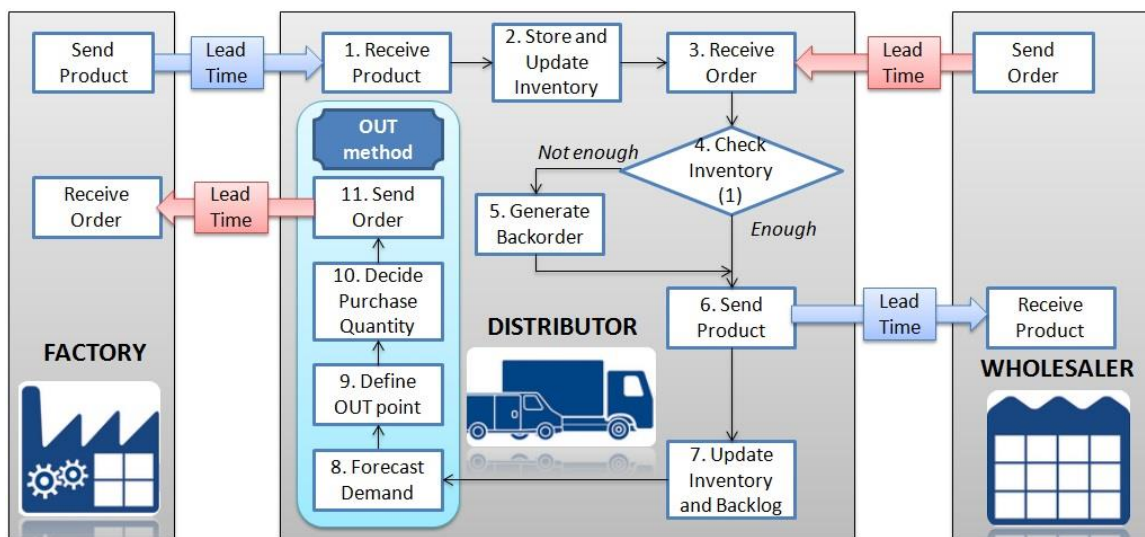 Send
Product
Lead
Time
1. Receive
Product
2. Store and
Update
Inventory
3. Receive
Order
Lead
Time
Send
Order
OUT
method
Not enough
4. Check
Inventory
(1)
Receive
Order
Lead
Time
11. Send
Order
5. Generate
Backorder
Enough
10. Decide
Purchase
Quantity
6. Send
Product
Lead
Time
Receive
Product
FACTORY
DISTRIBUTOR
WHOLESALER
9. Define
OUT point
8. Forecast
Demand
7. Update
Inventory
and Backlog